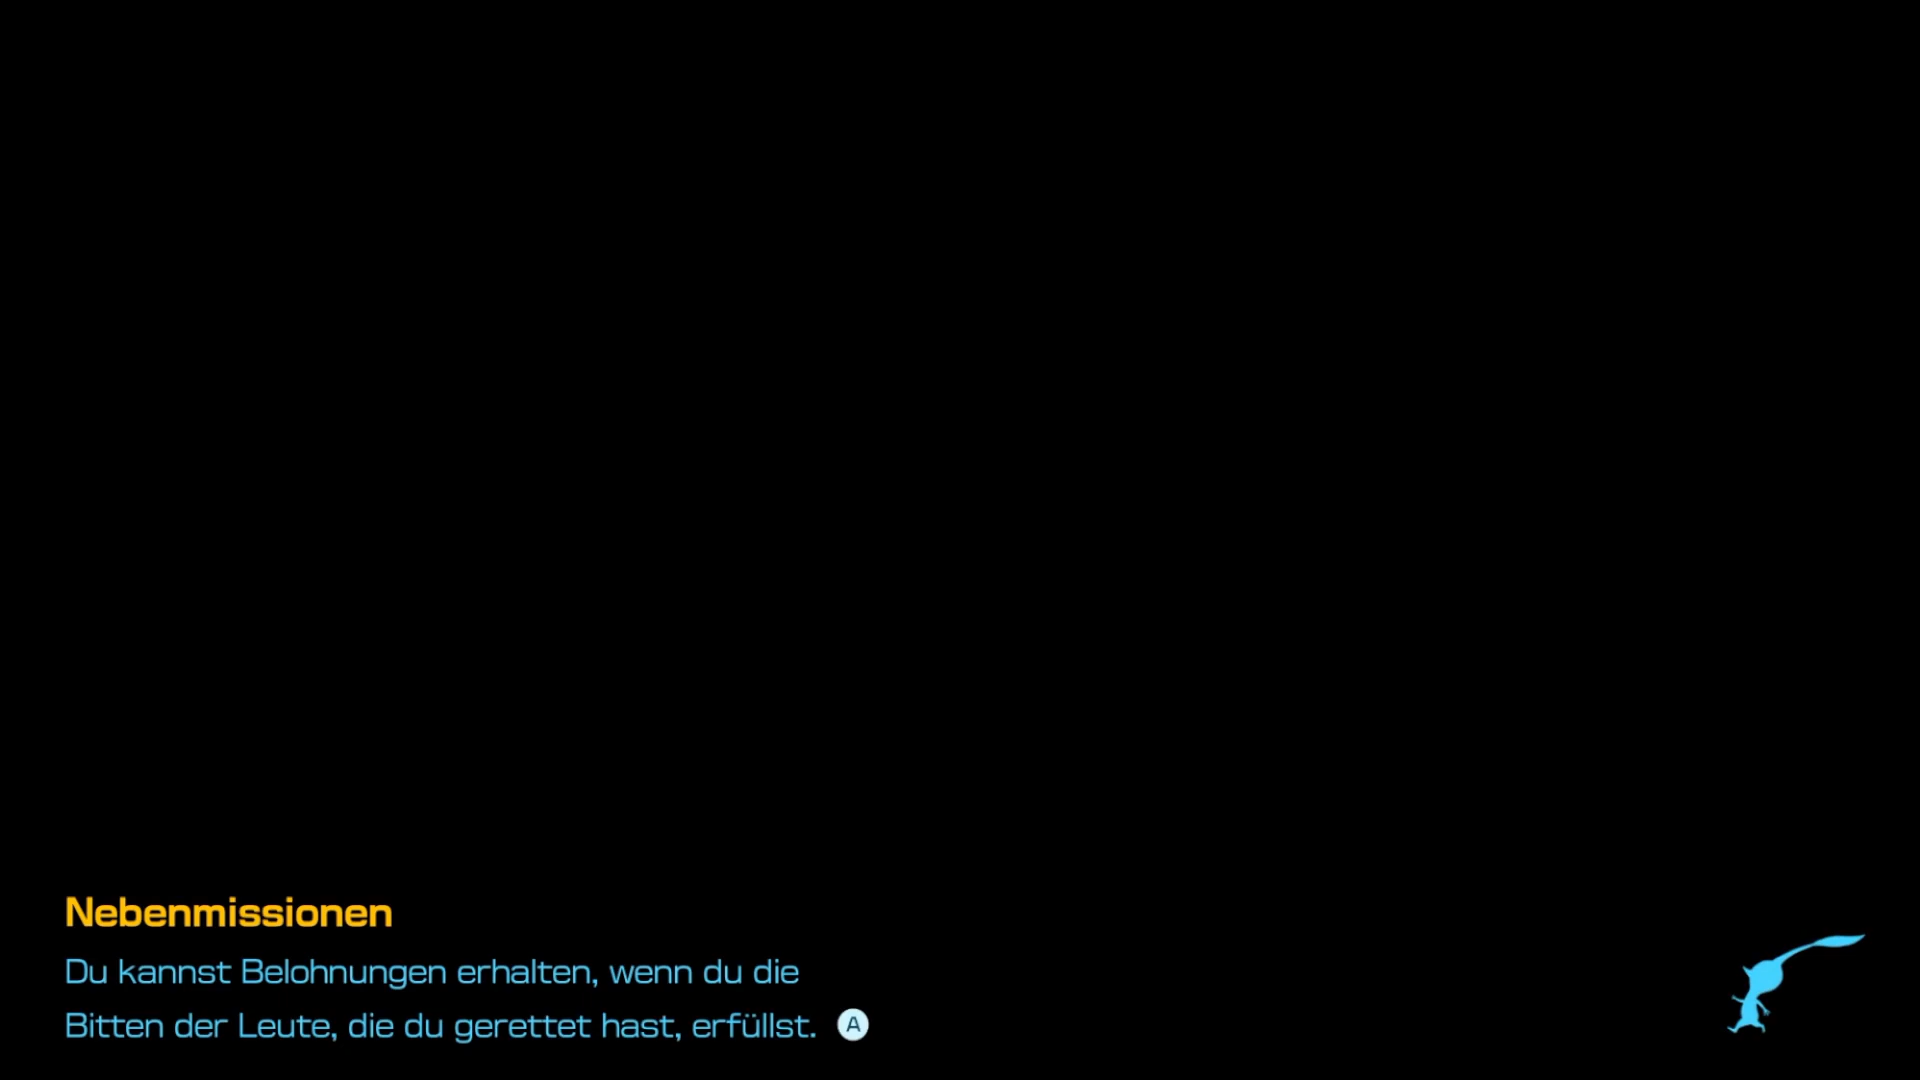 Nebenmissionen
Du kannst Belohnungen erhalten, wenn du die
Bitten der Leute, die du gerettet hast, erfüllst. A